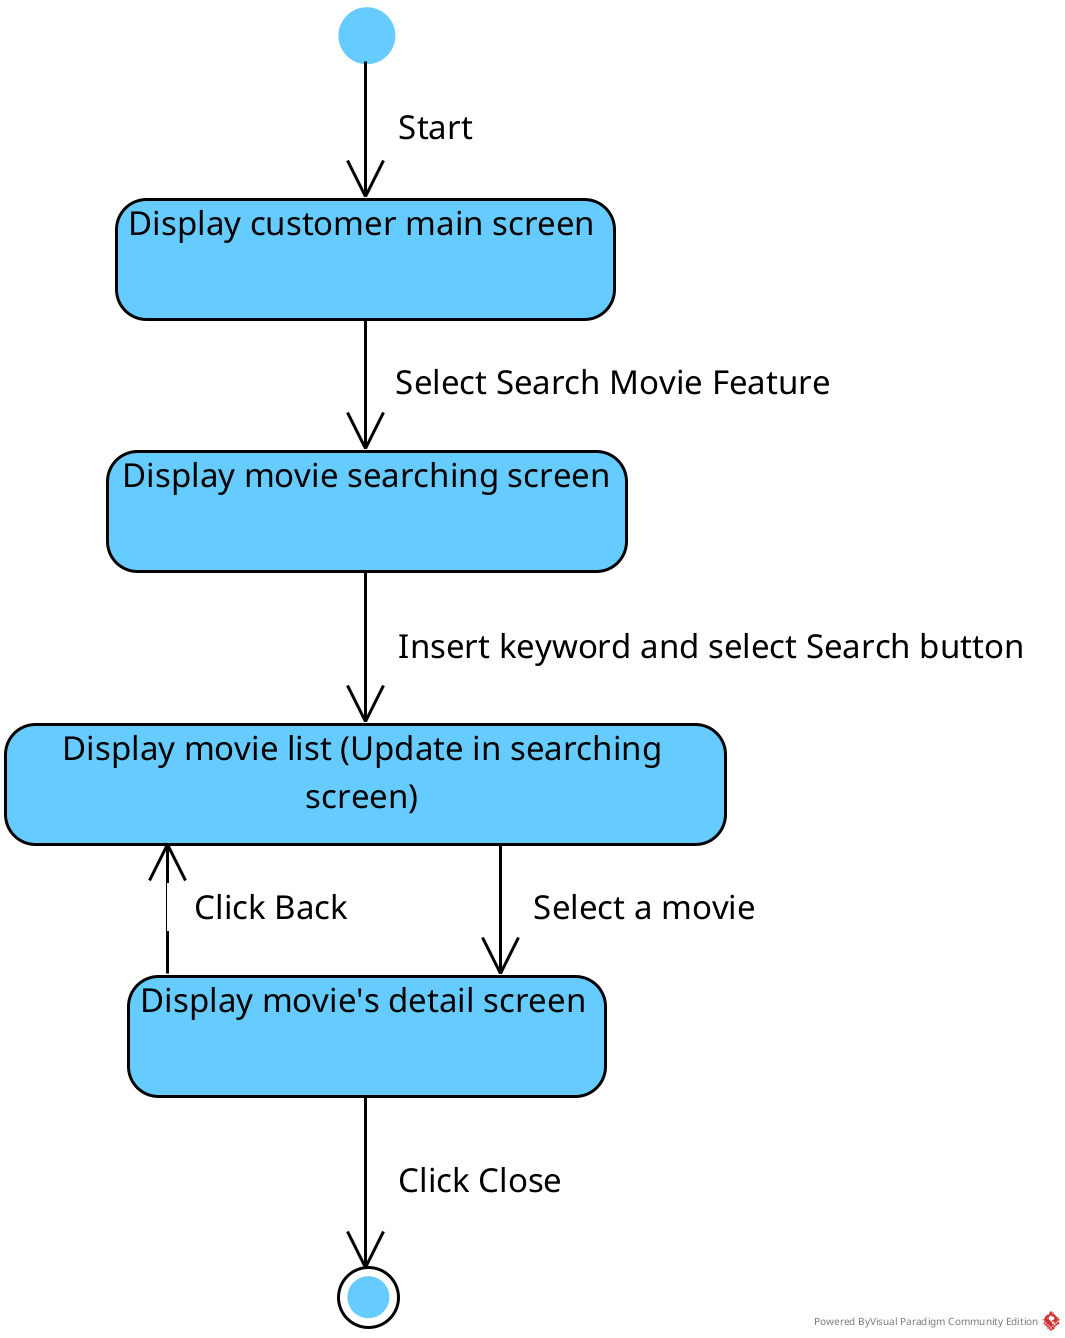 Start
Display customer main screen
Select Search Movie Feature
Display movie searching screen
Insert keyword and select Search button
Display movie list (Update in searching
screen)
Click Back
Select a movie
Display movie's detail screen
Click Close
Powered ByVisual Paradigm Community Edition